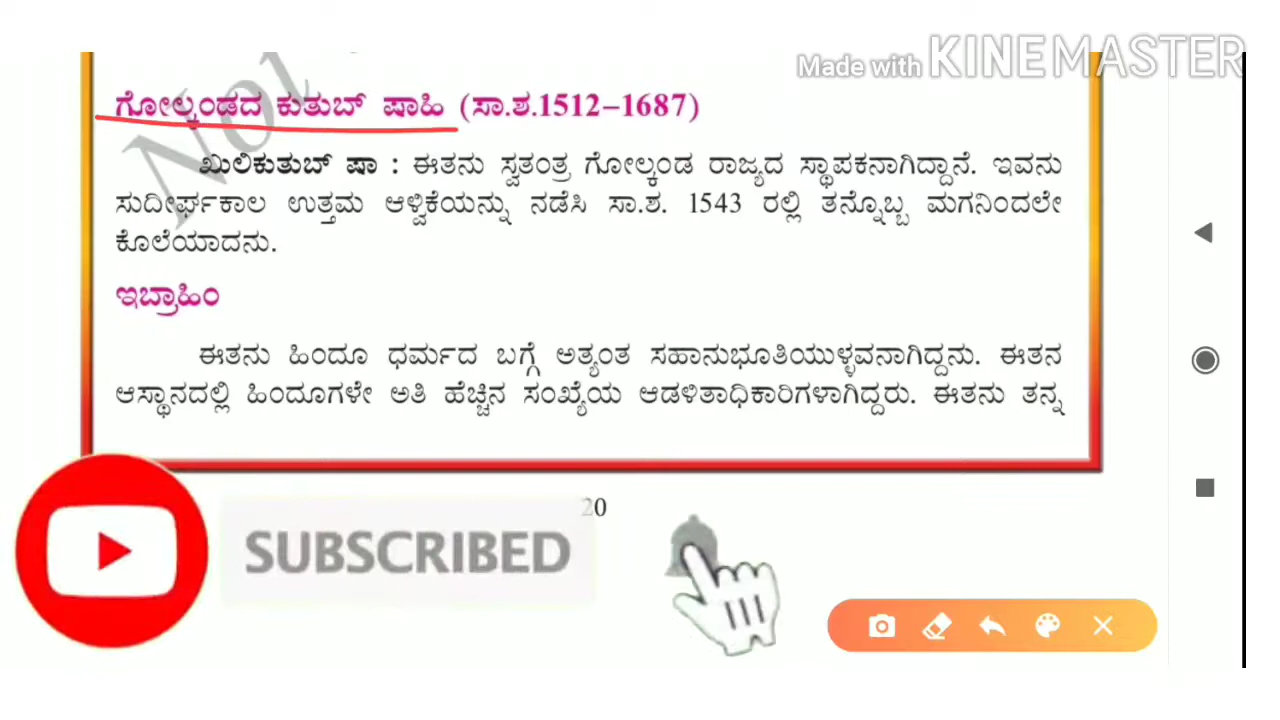 Made with KINEMASTER
ಗೋಲ್ಕಂಡದ ಕುತುಬ್ ಷಾಹಿ (ಸಾ.ಶ.1512–1687)
ಖುಲಿಕುತುಬ್ ಷಾ : ಈತನು ಸ್ವತಂತ್ರ ಗೋಲ್ಕಂಡ ರಾಜ್ಯದ ಸ್ಥಾಪಕನಾಗಿದ್ದಾನೆ. ಇವನು
ಸುದೀರ್ಘಕಾಲ ಉತ್ತಮ ಆಳ್ವಿಕೆಯನ್ನು ನಡೆಸಿ ಸಾ.ಶ. 1543 ರಲ್ಲಿ ತನ್ನೊಬ್ಬ ಮಗನಿಂದಲೇ
ಕೊಲೆಯಾದನು.
ಇಬ್ರಾಹಿಂ
ಈತನು ಹಿಂದೂ ಧರ್ಮದ ಬಗ್ಗೆ ಅತ್ಯಂತ ಸಹಾನುಭೂತಿಯುಳ್ಳವನಾಗಿದ್ದನು. ಈತನ
ಆಸ್ಥಾನದಲ್ಲಿ ಹಿಂದೂಗಳೇ ಅತಿ ಹೆಚ್ಚಿನ ಸಂಖ್ಯೆಯ ಆಡಳಿತಾಧಿಕಾರಿಗಳಾಗಿದ್ದರು. ಈತನು ತನ್ನ
20
SUBSCRIBED